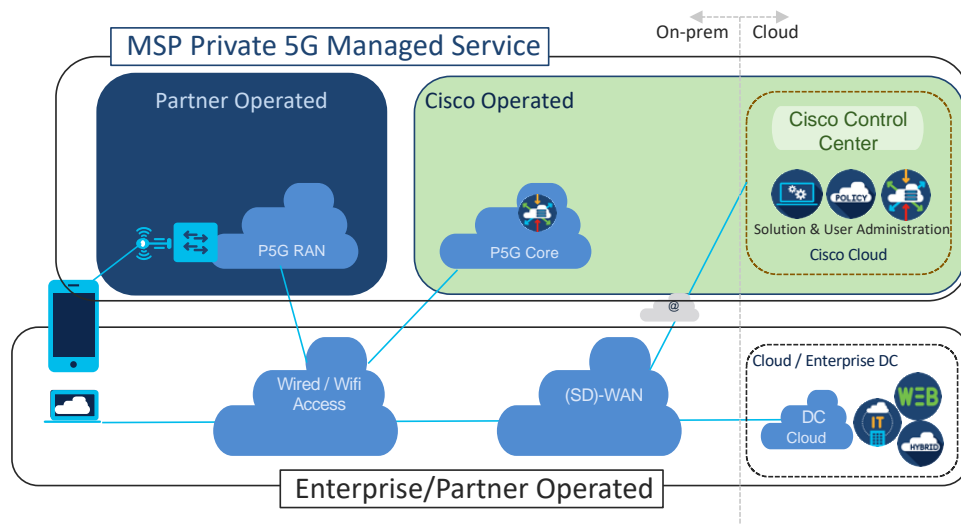 On-prem
Cloud
MSP Private 5G Managed Service
Partner Operated
Cisco Operated
Cisco Control
Center
POLICY
Solution & User Administration
Cisco Cloud
P5G RAN
P5G Core
@
Wired / Wifi
Access
(SD)-WAN
Cloud / Enterprise DC
DC
Cloud
IT
WEB
HYBRID
Enterprise/Partner Operated